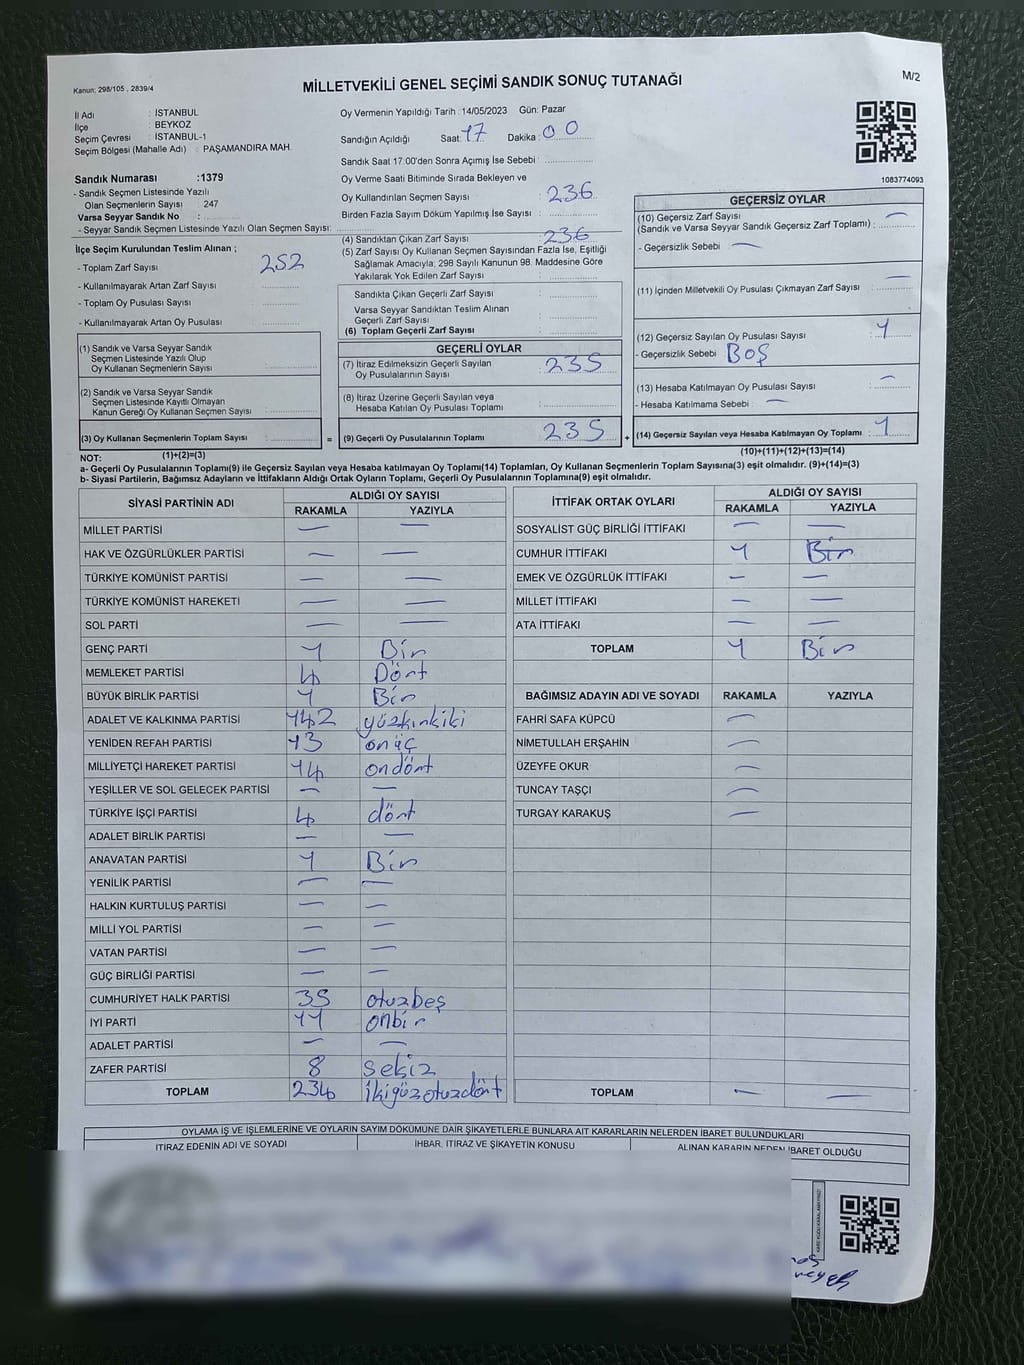 Kanun: 298/105 , 2839/4
MİLLETVEKİLİ GENEL SEÇİMİ SANDIK SONUÇ TUTANAĞI
M/2
İl Adı : İSTANBUL
İlçe : BEYKOZ
Seçim Çevresi : İSTANBUL-1
Seçim Bölgesi (Mahalle Adı) : PAŞAMANDIRA MAH.
Sandık Numarası :1379
- Sandık Seçmen Listesinde Yazılı
Olan Seçmenlerin Sayısı : 247
Varsa Seyyar Sandık No :
- Seyyar Sandık Seçmen Listesinde Yazılı Olan Seçmen Sayısı:
Oy Vermenin Yapıldığı Tarih : 14/05/2023 Gün: Pazar
Sandığın Açıldığı Saat: 17 Dakika : 00
Sandık Saat 17:00'den Sonra Açımış İse Sebebi :
Oy Verme Saati Bitiminde Sırada Bekleyen ve
Oy Kullandırılan Seçmen Sayısı : 236
Birden Fazla Sayım Döküm Yapılmış İse Sayısı :
1083774093
İlçe Seçim Kurulundan Teslim Alınan ;
- Toplam Zarf Sayısı : 252
- Kullanılmayarak Artan Zarf Sayısı :
- Toplam Oy Pusulası Sayısı :
- Kullanılmayarak Artan Oy Pusulası :
(1) Sandık ve Varsa Seyyar Sandık
Seçmen Listesinde Yazılı Olup
Oy Kullanan Seçmenlerin Sayısı :
(2) Sandık ve Varsa Seyyar Sandık
Seçmen Listesinde Kayıtlı Olmayan
Kanun Gereği Oy Kullanan Seçmen Sayısı :
(3) Oy Kullanan Seçmenlerin Toplam Sayısı : =
(1)+(2)=(3)
(4) Sandıktan Çıkan Zarf Sayısı : 236
(5) Zarf Sayısı Oy Kullanan Seçmen Sayısından Fazla İse, Eşitliği
Sağlamak Amacıyla; 298 Sayılı Kanunun 98. Maddesine Göre
Yakılarak Yok Edilen Zarf Sayısı :
Sandıkta Çıkan Geçerli Zarf Sayısı :
Varsa Seyyar Sandıktan Teslim Alınan
Geçerli Zarf Sayısı :
(6) Toplam Geçerli Zarf Sayısı :
GEÇERLİ OYLAR
(7) İtiraz Edilmeksizin Geçerli Sayılan
Oy Pusulalarının Sayısı : 235
(8) İtiraz Üzerine Geçerli Sayılan veya
Hesaba Katılan Oy Pusulası Toplamı :
(9) Geçerli Oy Pusulalarının Toplamı : 235 +
GEÇERSİZ OYLAR
(10) Geçersiz Zarf Sayısı —
(Sandık ve Varsa Seyyar Sandık Geçersiz Zarf Toplamı) :
- Geçersizlik Sebebi : —
(11) İçinden Milletvekili Oy Pusulası Çıkmayan Zarf Sayısı : —
(12) Geçersiz Sayılan Oy Pusulası Sayısı : 1
- Geçersizlik Sebebi : BOŞ
(13) Hesaba Katılmayan Oy Pusulası Sayısı : —
- Hesaba Katılmama Sebebi : —
(14) Geçersiz Sayılan veya Hesaba Katılmayan Oy Toplamı : 1
(10)+(11)+(12)+(13)=(14)
NOT:
a- Geçerli Oy Pusulalarının Toplamı(9) ile Geçersiz Sayılan veya Hesaba katılmayan Oy Toplamı(14) Toplamları, Oy Kullanan Seçmenlerin Toplam Sayısına(3) eşit olmalıdır. (9)+(14)=(3)
b- Siyasi Partilerin, Bağımsız Adayların ve İttifakların Aldığı Ortak Oyların Toplamı, Geçerli Oy Pusulalarının Toplamına(9) eşit olmalıdır.
SİYASİ PARTİNİN ADI ALDIĞI OY SAYISI
RAKAMLA YAZIYLA
MİLLET PARTİSİ — —
HAK VE ÖZGÜRLÜKLER PARTİSİ — —
TÜRKİYE KOMÜNİST PARTİSİ — —
TÜRKİYE KOMÜNİST HAREKETİ — —
SOL PARTİ — —
GENÇ PARTİ 1 Bir
MEMLEKET PARTİSİ 4 Dört
BÜYÜK BİRLİK PARTİSİ 1 Bir
ADALET VE KALKINMA PARTİSİ 142 yüzkırkiki
YENİDEN REFAH PARTİSİ 13 onüç
MİLLİYETÇİ HAREKET PARTİSİ 14 ondört
YEŞİLLER VE SOL GELECEK PARTİSİ — —
TÜRKİYE İŞÇİ PARTİSİ 4 dört
ADALET BİRLİK PARTİSİ — —
ANAVATAN PARTİSİ 1 Bir
YENİLİK PARTİSİ — —
HALKIN KURTULUŞ PARTİSİ — —
MİLLİ YOL PARTİSİ — —
VATAN PARTİSİ — —
GÜÇ BİRLİĞİ PARTİSİ — —
CUMHURİYET HALK PARTİSİ 35 otuzbeş
İYİ PARTİ 11 onbir
ADALET PARTİSİ — —
ZAFER PARTİSİ 8 sekiz
TOPLAM 234 İkiyüzotuzdört
İTTİFAK ORTAK OYLARI ALDIĞI OY SAYISI
RAKAMLA YAZIYLA
SOSYALİST GÜÇ BİRLİĞİ İTTİFAKI — —
CUMHUR İTTİFAKI 1 Bir
EMEK VE ÖZGÜRLÜK İTTİFAKI — —
MİLLET İTTİFAKI — —
ATA İTTİFAKI — —
TOPLAM 1 Bir
BAĞIMSIZ ADAYIN ADI VE SOYADI RAKAMLA YAZIYLA
FAHRİ SAFA KÜPCÜ —
NİMETULLAH ERŞAHİN —
ÜZEYFE OKUR —
TUNCAY TAŞÇI —
TURGAY KARAKUŞ —
TOPLAM — —
OYLAMA İŞ VE İŞLEMLERİNE VE OYLARIN SAYIM DÖKÜMÜNE DAİR ŞİKAYETLERLE BUNLARA AİT KARARLARIN NELERDEN İBARET BULUNDUKLARI
İTİRAZ EDENİN ADI VE SOYADI İHBAR, İTİRAZ VE ŞİKAYETİN KONUSU ALINAN KARARIN NEDEN İBARET OLDUĞU